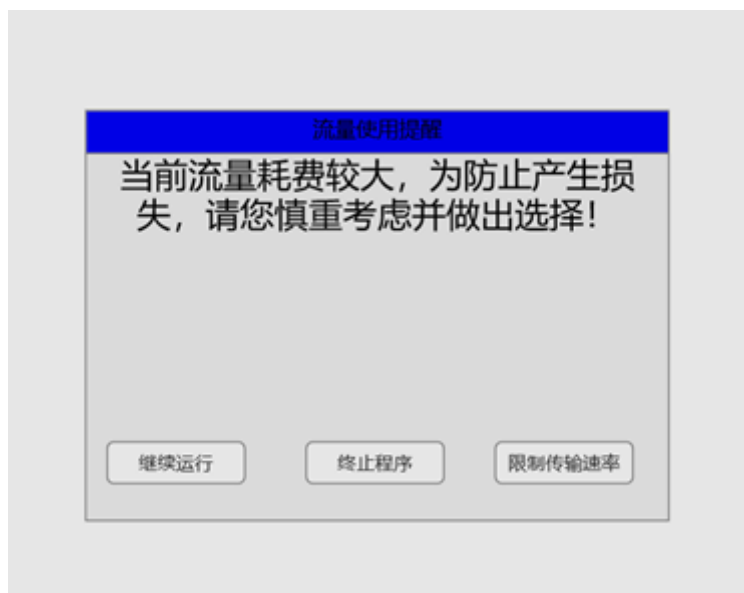 流量使用提醒
当前流量耗费较大，为防止产生损
失，请您慎重考虑并做出选择！
继续运行
终止程序
限制传输速率